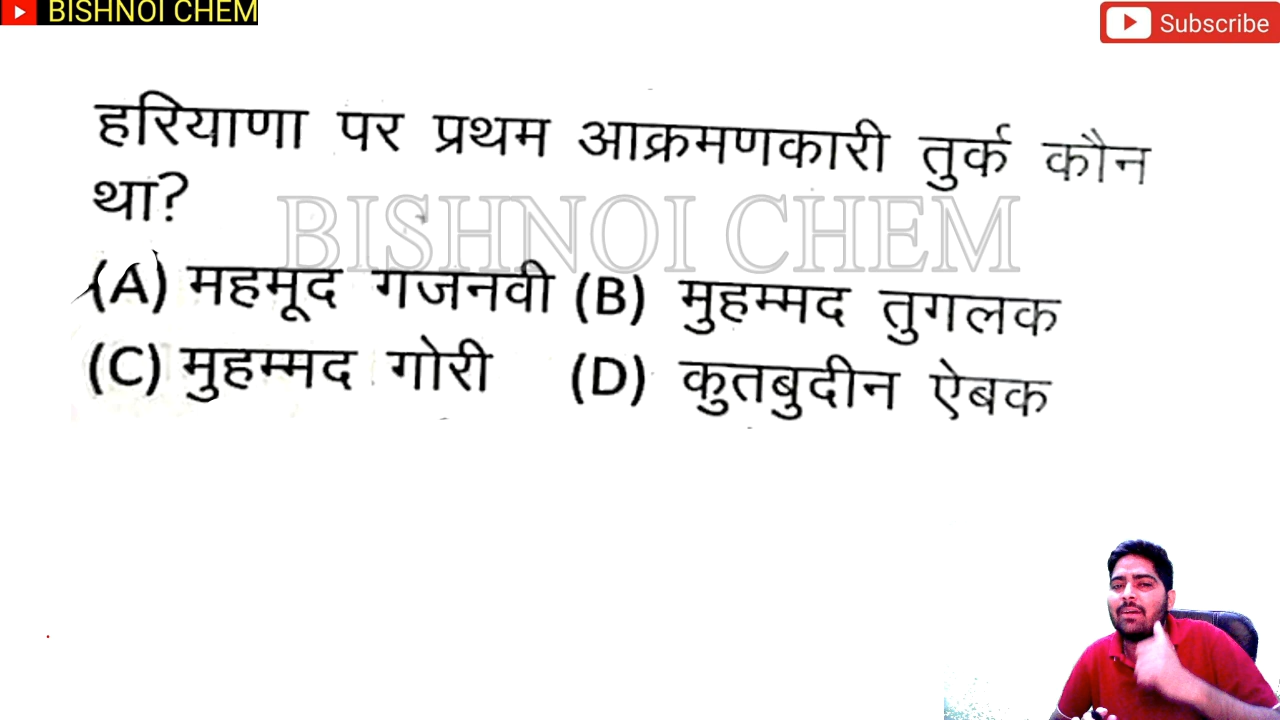 BISHNOI CHEM
Subscribe
हरियाणा पर प्रथम आक्रमणकारी तुर्क कौन
था?
BISHNOI CHEM
(A) महमूद गजनवी (B) मुहम्मद तुगलक
(C) मुहम्मद गोरी (D) कुतबुदीन ऐबक